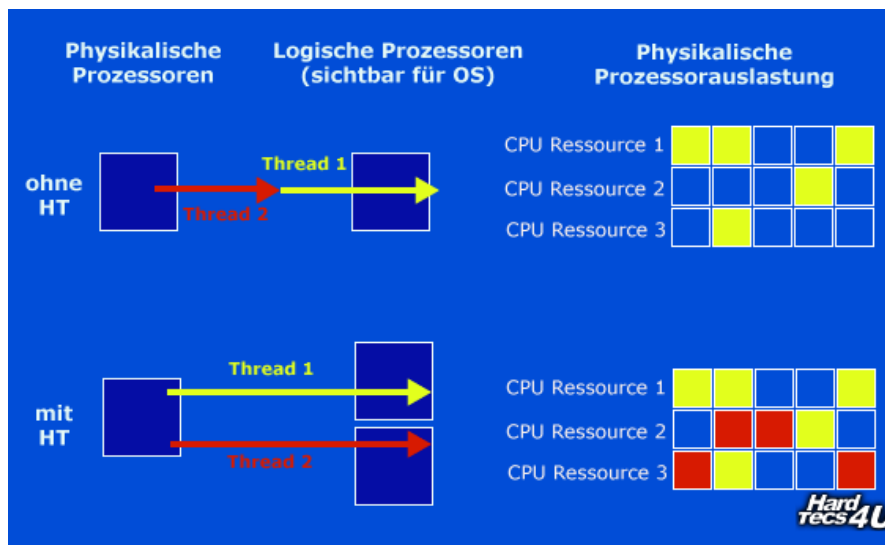 Physikalische
Prozessoren
Logische Prozessoren
(sichtbar für OS)
Physikalische
Prozessorauslastung
ohne
HT
Thread 1
Thread 2
CPU Ressource 1
CPU Ressource 2
CPU Ressource 3
mit
HT
Thread 1
Thread 2
CPU Ressource 1
CPU Ressource 2
CPU Ressource 3
Hard
Tecs 4U